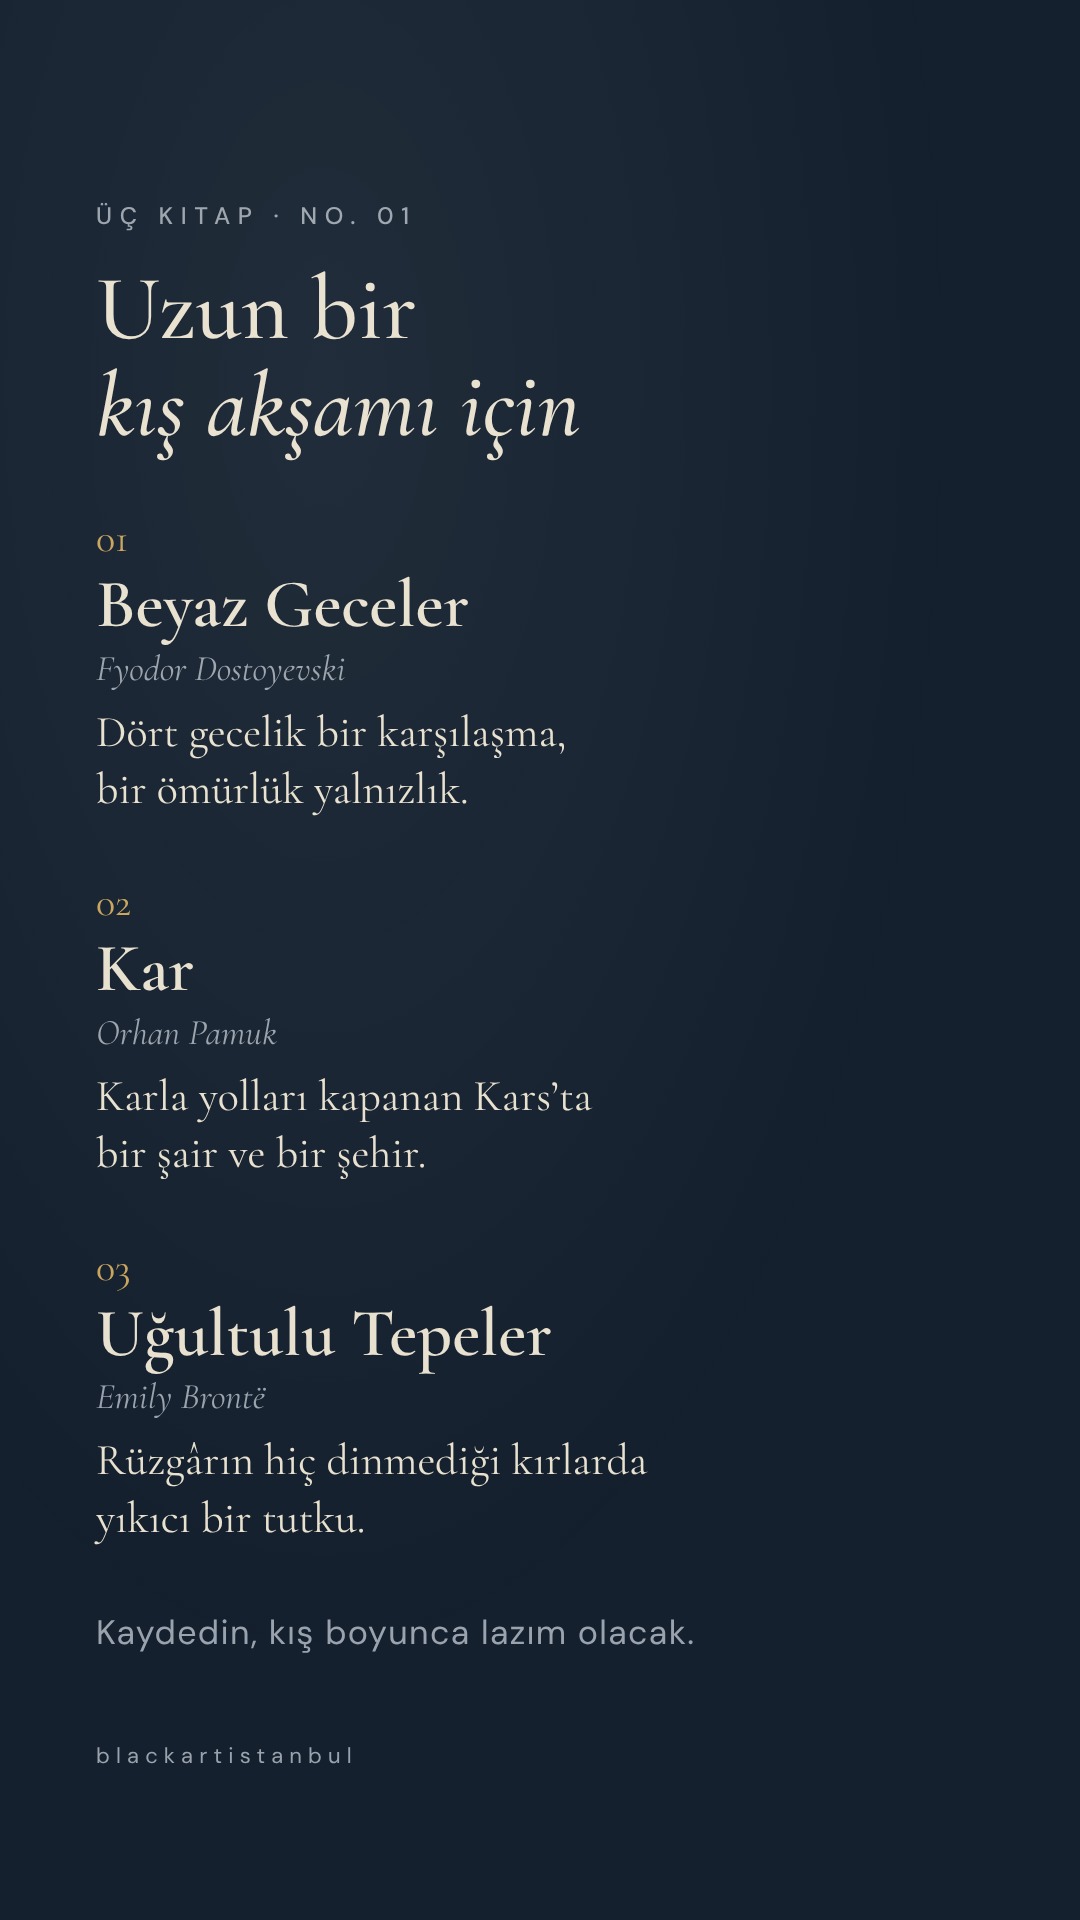 ÜÇ KITAP · NO. 01
Uzun bir
kış akşamı için
01
Beyaz Geceler
Fyodor Dostoyevski
Dört gecelik bir karşılaşma,
bir ömürlük yalnızlık.
02
Kar
Orhan Pamuk
Karla yolları kapanan Kars’ta
bir şair ve bir şehir.
03
Uğultulu Tepeler
Emily Brontë
Rüzgârın hiç dinmediği kırlarda
yıkıcı bir tutku.
Kaydedin, kış boyunca lazım olacak.
blackartistanbul